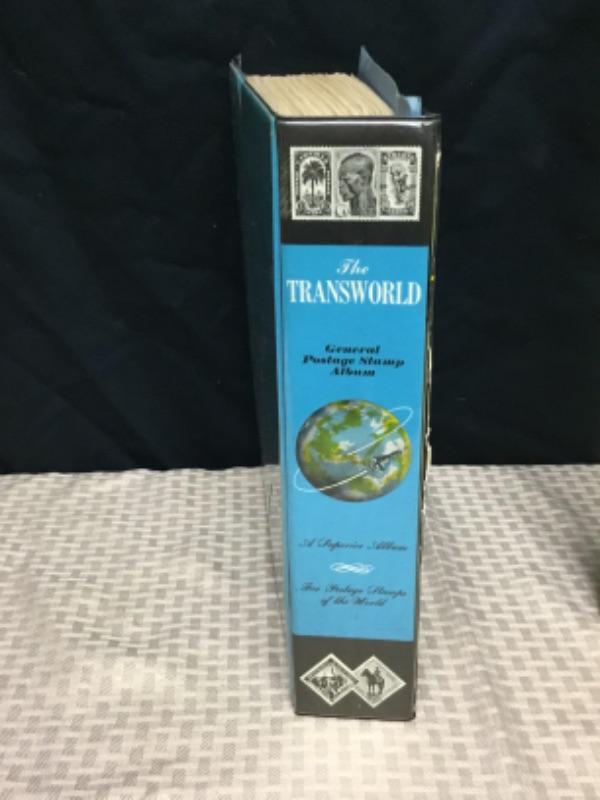 The
TRANSWORLD
General
Postage Stamp
Album
A Superior Album
For Postage Stamps
of the World